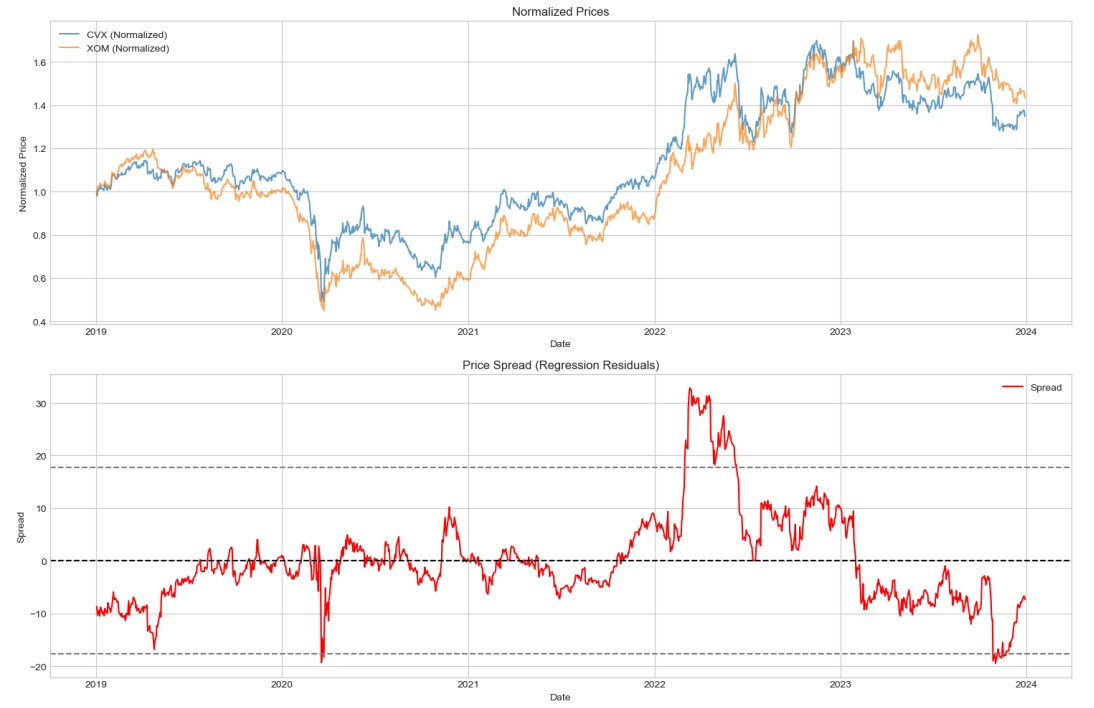 Normalized Prices
CVX (Normalized)
XOM (Normalized)
1.6
1.4
1.2
1.0
0.8
0.6
0.4
Normalized Price
2019 2020 2021 2022 2023 2024
Date
Price Spread (Regression Residuals)
Spread
30
20
10
0
−10
−20
Spread
2019 2020 2021 2022 2023 2024
Date